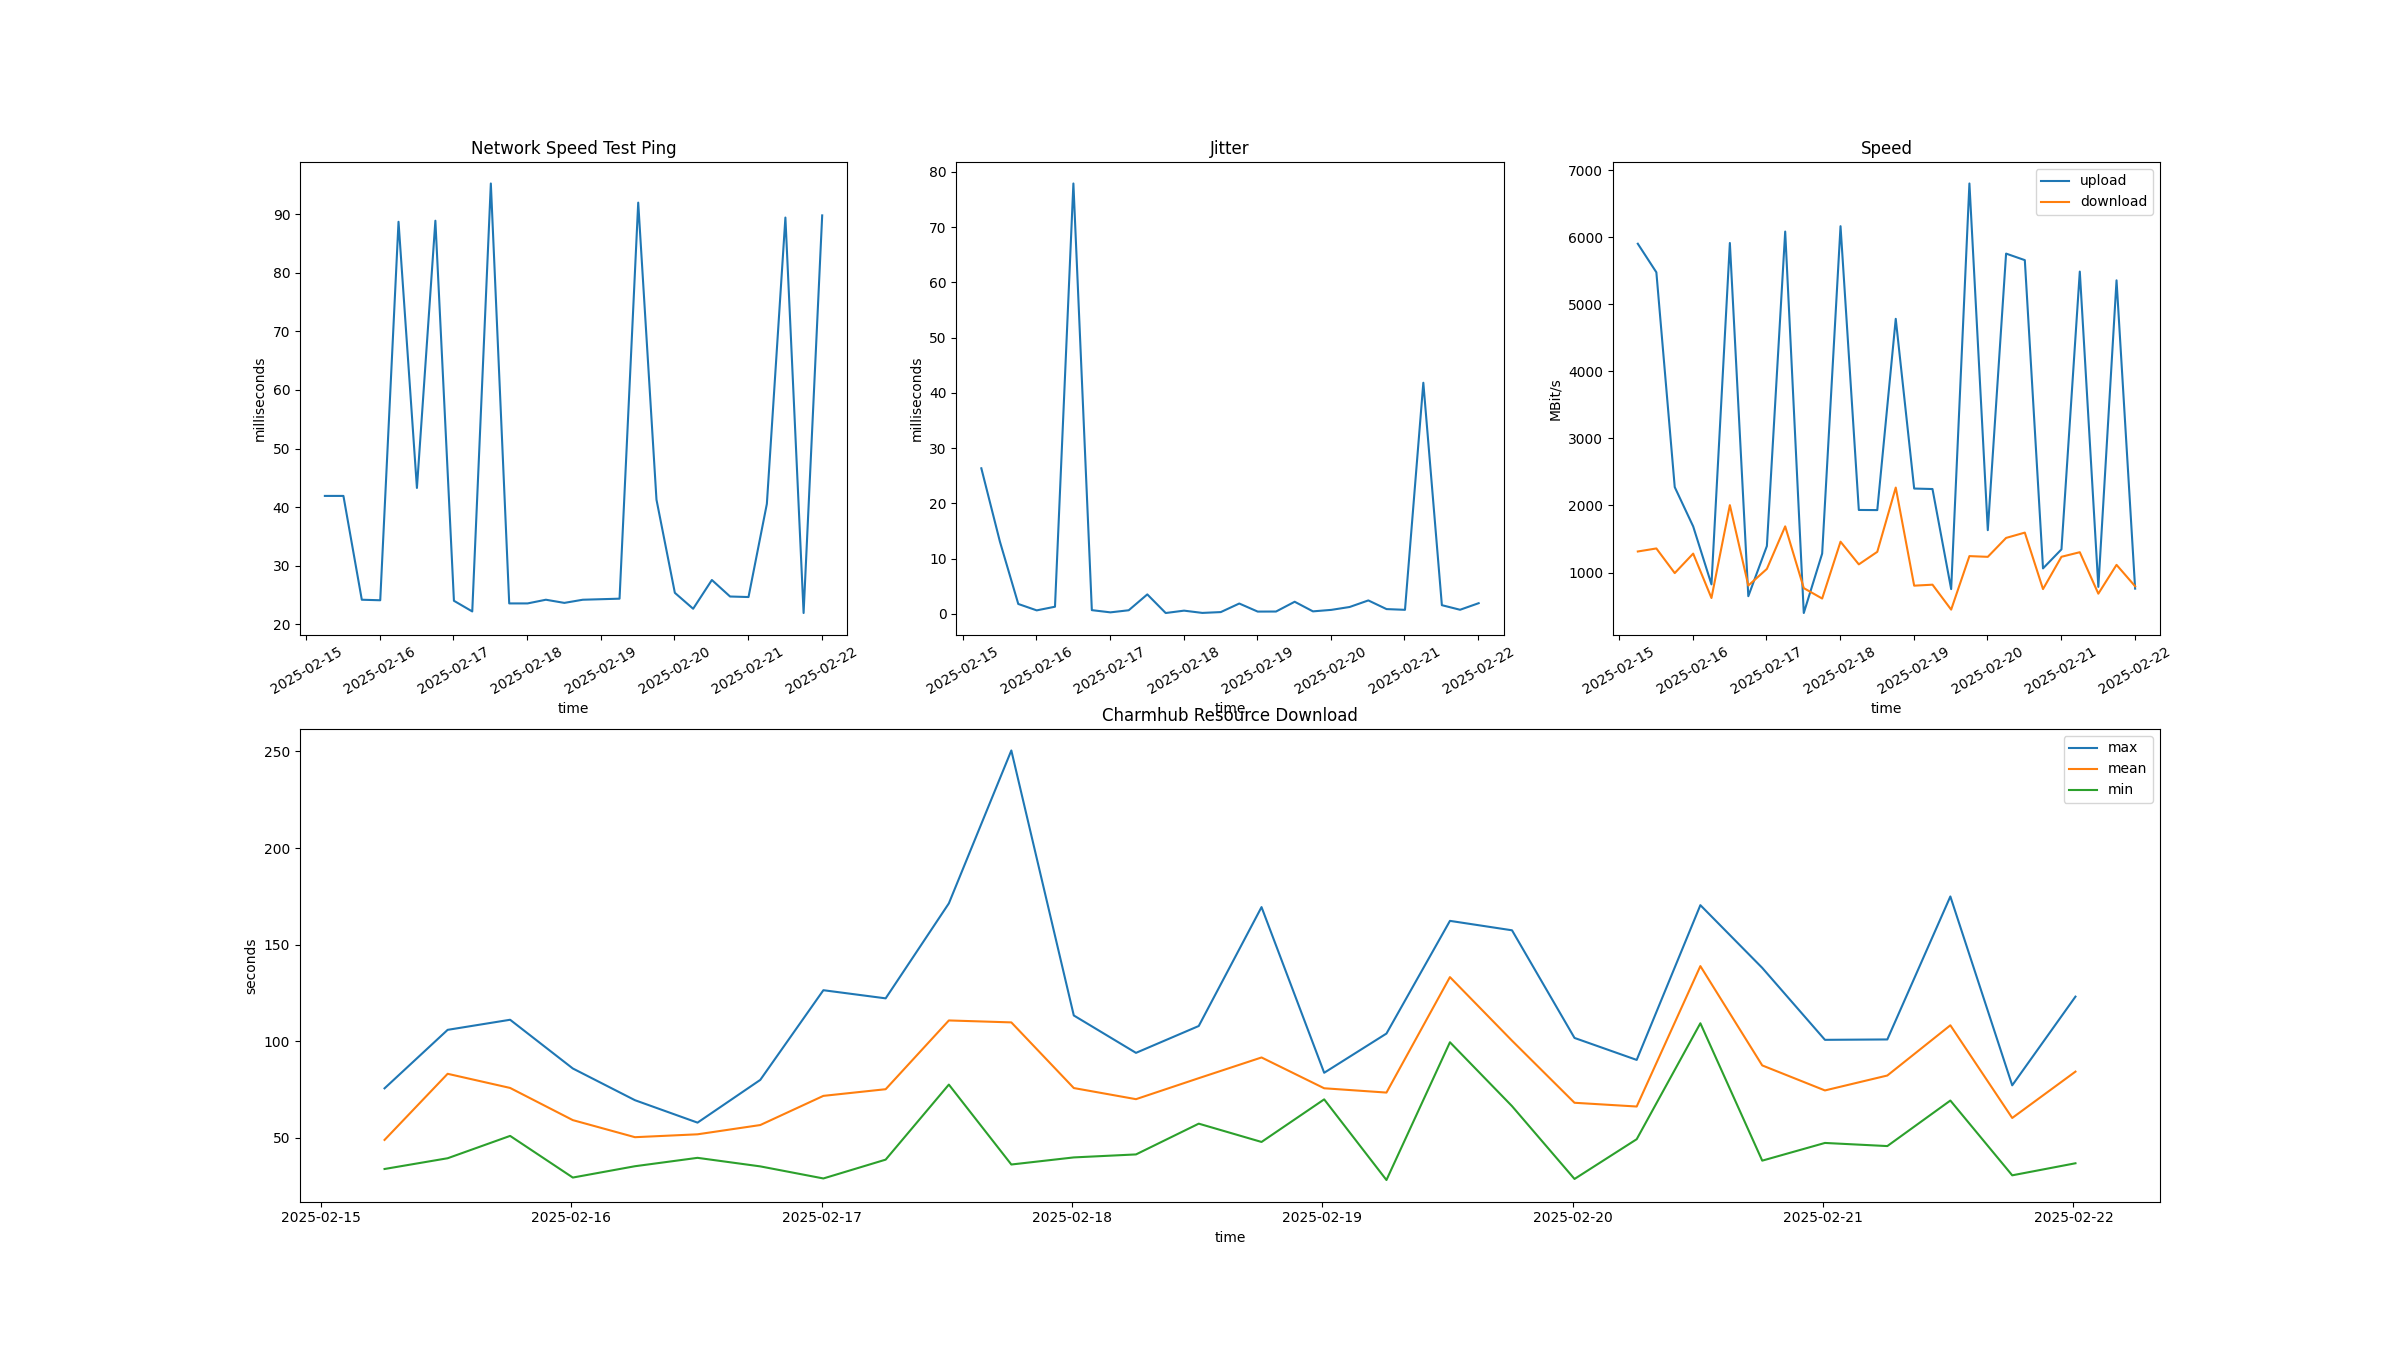 Network Speed Test Ping
90
80
70
60
50
40
30
20
milliseconds
2025-02-15 2025-02-16 2025-02-17 2025-02-18 2025-02-19 2025-02-20 2025-02-21 2025-02-22
time
Jitter
80
70
60
50
40
30
20
10
0
milliseconds
2025-02-15 2025-02-16 2025-02-17 2025-02-18 2025-02-19 2025-02-20 2025-02-21 2025-02-22
time
Speed
7000
6000
5000
4000
3000
2000
1000
MBit/s
upload
download
2025-02-15 2025-02-16 2025-02-17 2025-02-18 2025-02-19 2025-02-20 2025-02-21 2025-02-22
time
Charmhub Resource Download
250
200
150
100
50
seconds
max
mean
min
2025-02-15 2025-02-16 2025-02-17 2025-02-18 2025-02-19 2025-02-20 2025-02-21 2025-02-22
time